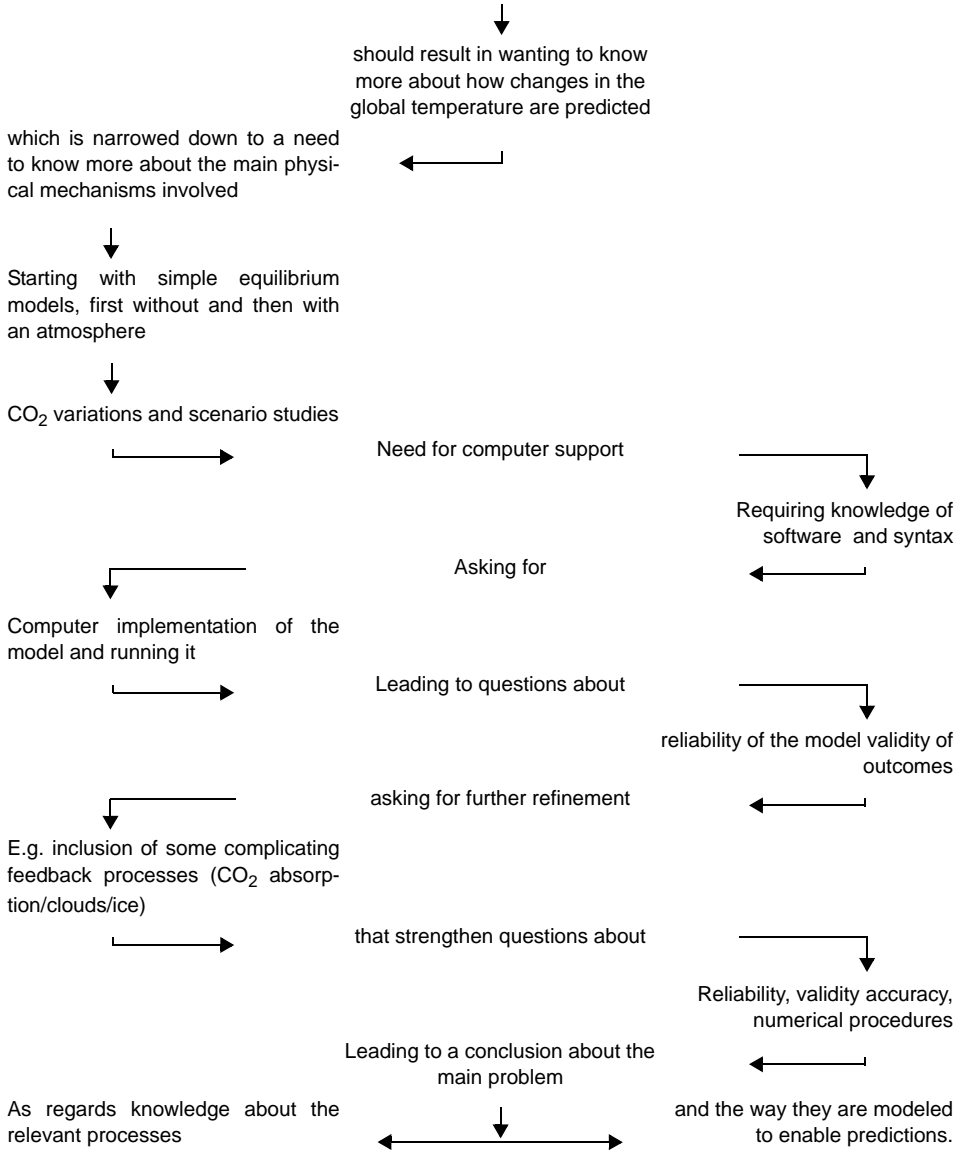 should result in wanting to know
more about how changes in the
global temperature are predicted
which is narrowed down to a need
to know more about the main physi-
cal mechanisms involved
Starting with simple equilibrium
models, first without and then with
an atmosphere
CO2 variations and scenario studies
Need for computer support
Requiring knowledge of
software and syntax
Asking for
Computer implementation of the
model and running it
Leading to questions about
reliability of the model validity of
outcomes
asking for further refinement
E.g. inclusion of some complicating
feedback processes (CO2 absorp-
tion/clouds/ice)
that strengthen questions about
Reliability, validity accuracy,
numerical procedures
Leading to a conclusion about the
main problem
As regards knowledge about the
relevant processes
and the way they are modeled
to enable predictions.